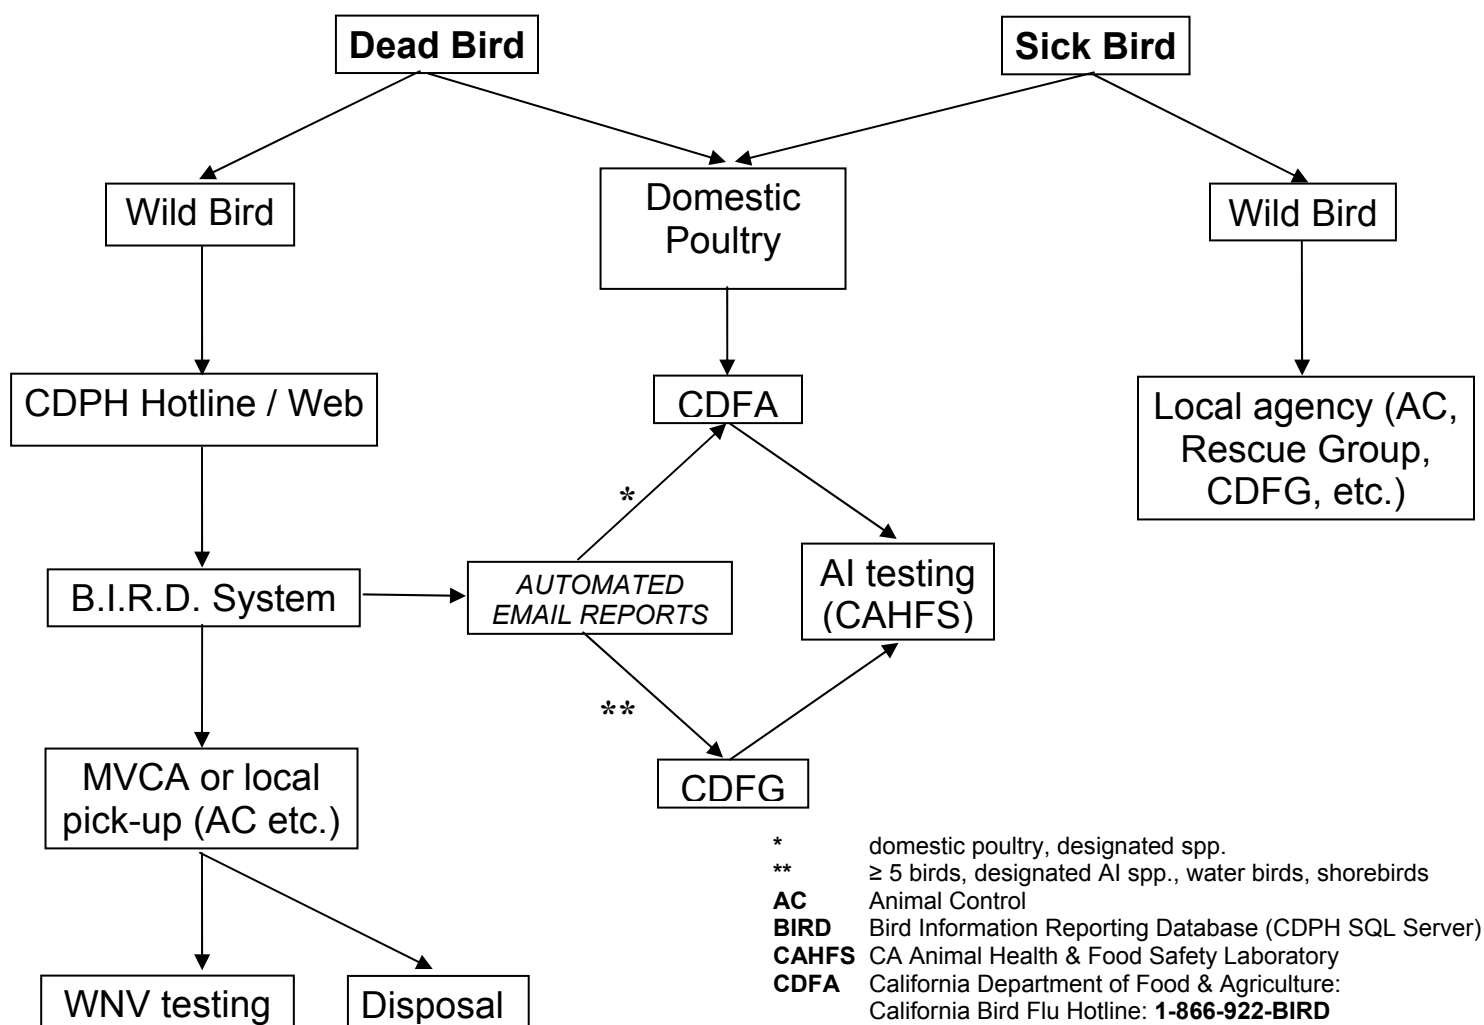 Dead Bird
Sick Bird
Wild Bird
Domestic
Poultry
Wild Bird
CDPH Hotline / Web
CDFA
Local agency (AC,
Rescue Group,
CDFG, etc.)
*
B.I.R.D. System
AUTOMATED
EMAIL REPORTS
AI testing
(CAHFS)
**
MVCA or local
pick-up (AC etc.)
CDFG
WNV testing
Disposal
* domestic poultry, designated spp.
** ≥ 5 birds, designated AI spp., water birds, shorebirds
AC Animal Control
BIRD Bird Information Reporting Database (CDPH SQL Server)
CAHFS CA Animal Health & Food Safety Laboratory
CDFA California Department of Food & Agriculture:
California Bird Flu Hotline: 1-866-922-BIRD